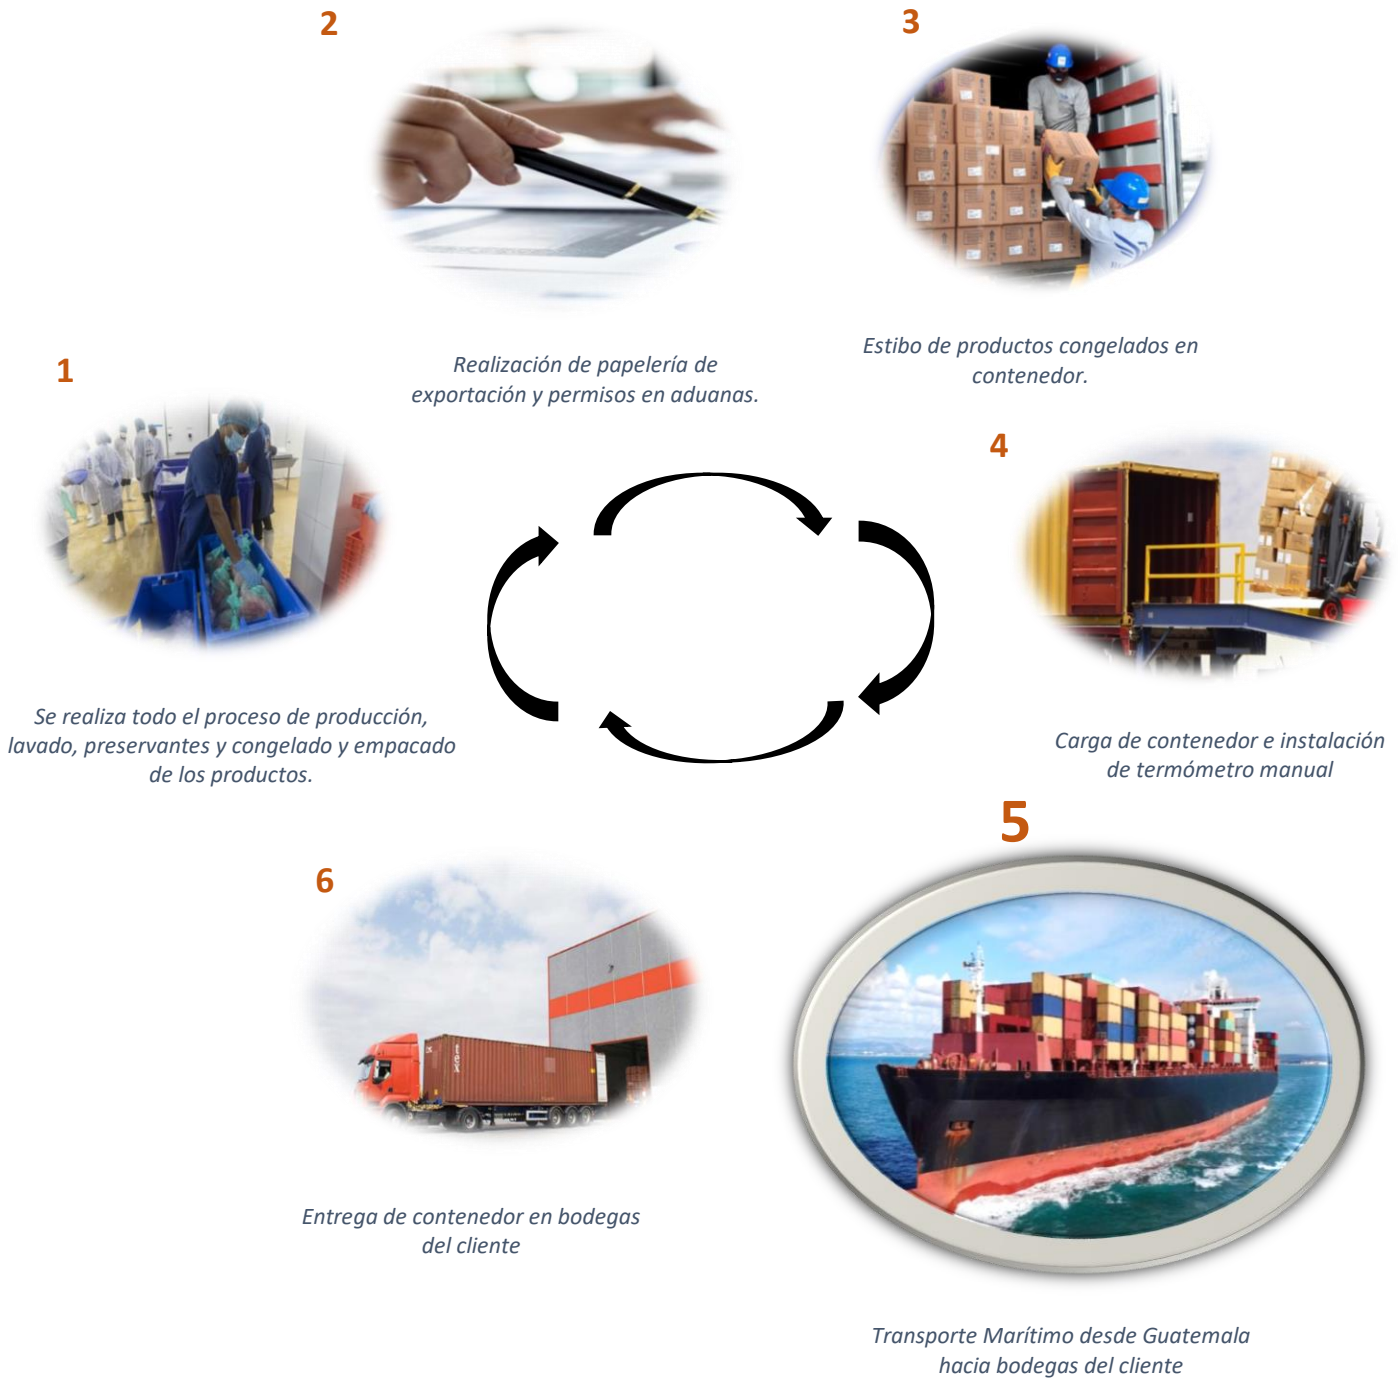 2
3
Realización de papelería de
exportación y permisos en aduanas.
Estibo de productos congelados en
contenedor.
1
4
Se realiza todo el proceso de producción,
lavado, preservantes y congelado y empacado
de los productos.
Carga de contenedor e instalación
de termómetro manual
5
6
Entrega de contenedor en bodegas
del cliente
Transporte Marítimo desde Guatemala
hacia bodegas del cliente